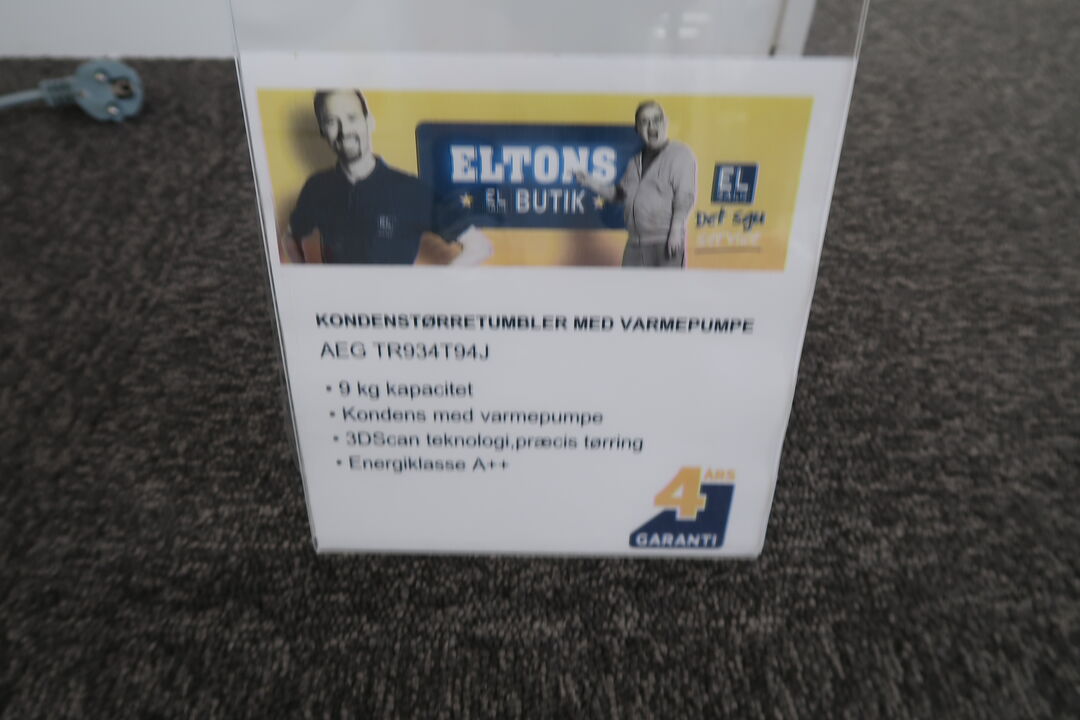 ELTONS
EL BUTIK
EL
Det sgu
service
KONDENSTØRRETUMBLER MED VARMEPUMPE
AEG TR934T94J
• 9 kg kapacitet
• Kondens med varmepumpe
• 3DScan teknologi,præcis tørring
• Energiklasse A++
4 ÅRS
GARANTI